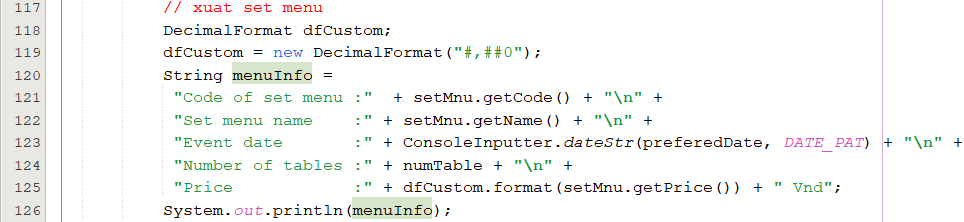 117 // xuat set menu
118 DecimalFormat dfCustom;
119 dfCustom = new DecimalFormat("#,##0");
120 String menuInfo =
121 "Code of set menu :" + setMnu.getCode() + "\n" +
122 "Set menu name    :" + setMnu.getName() + "\n" +
123 "Event date       :" + ConsoleInputter.dateStr(preferedDate, DATE_PAT) + "\n" +
124 "Number of tables :" + numTable + "\n" +
125 "Price            :" + dfCustom.format(setMnu.getPrice()) + " Vnd";
126 System.out.println(menuInfo);